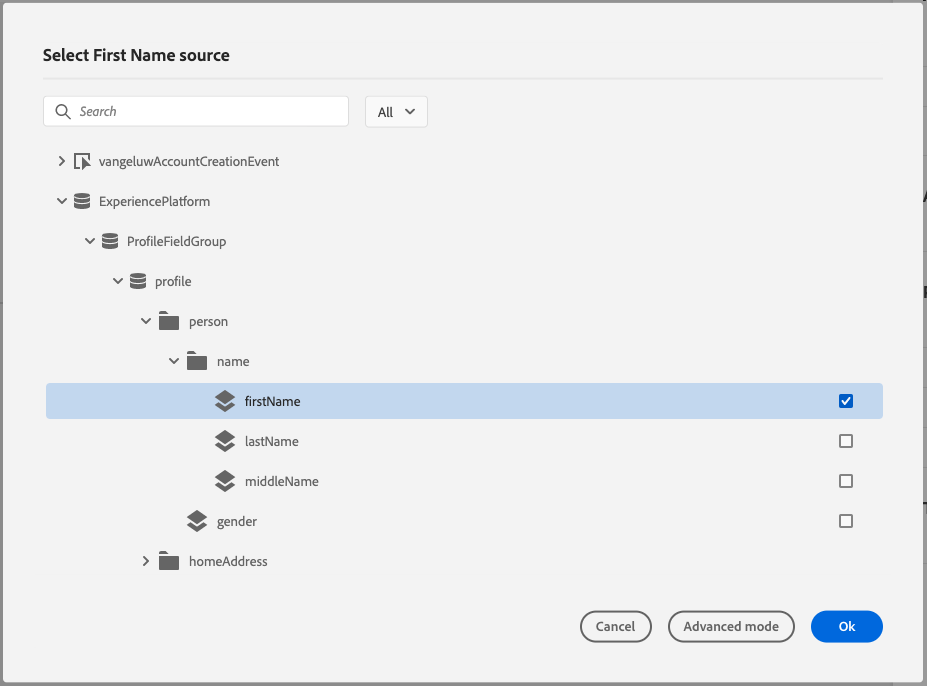 Select First Name source
Search
All
vangeluwAccountCreationEvent
ExperiencePlatform
ProfileFieldGroup
profile
person
name
firstName
lastName
middleName
gender
homeAddress
Cancel
Advanced mode
Ok